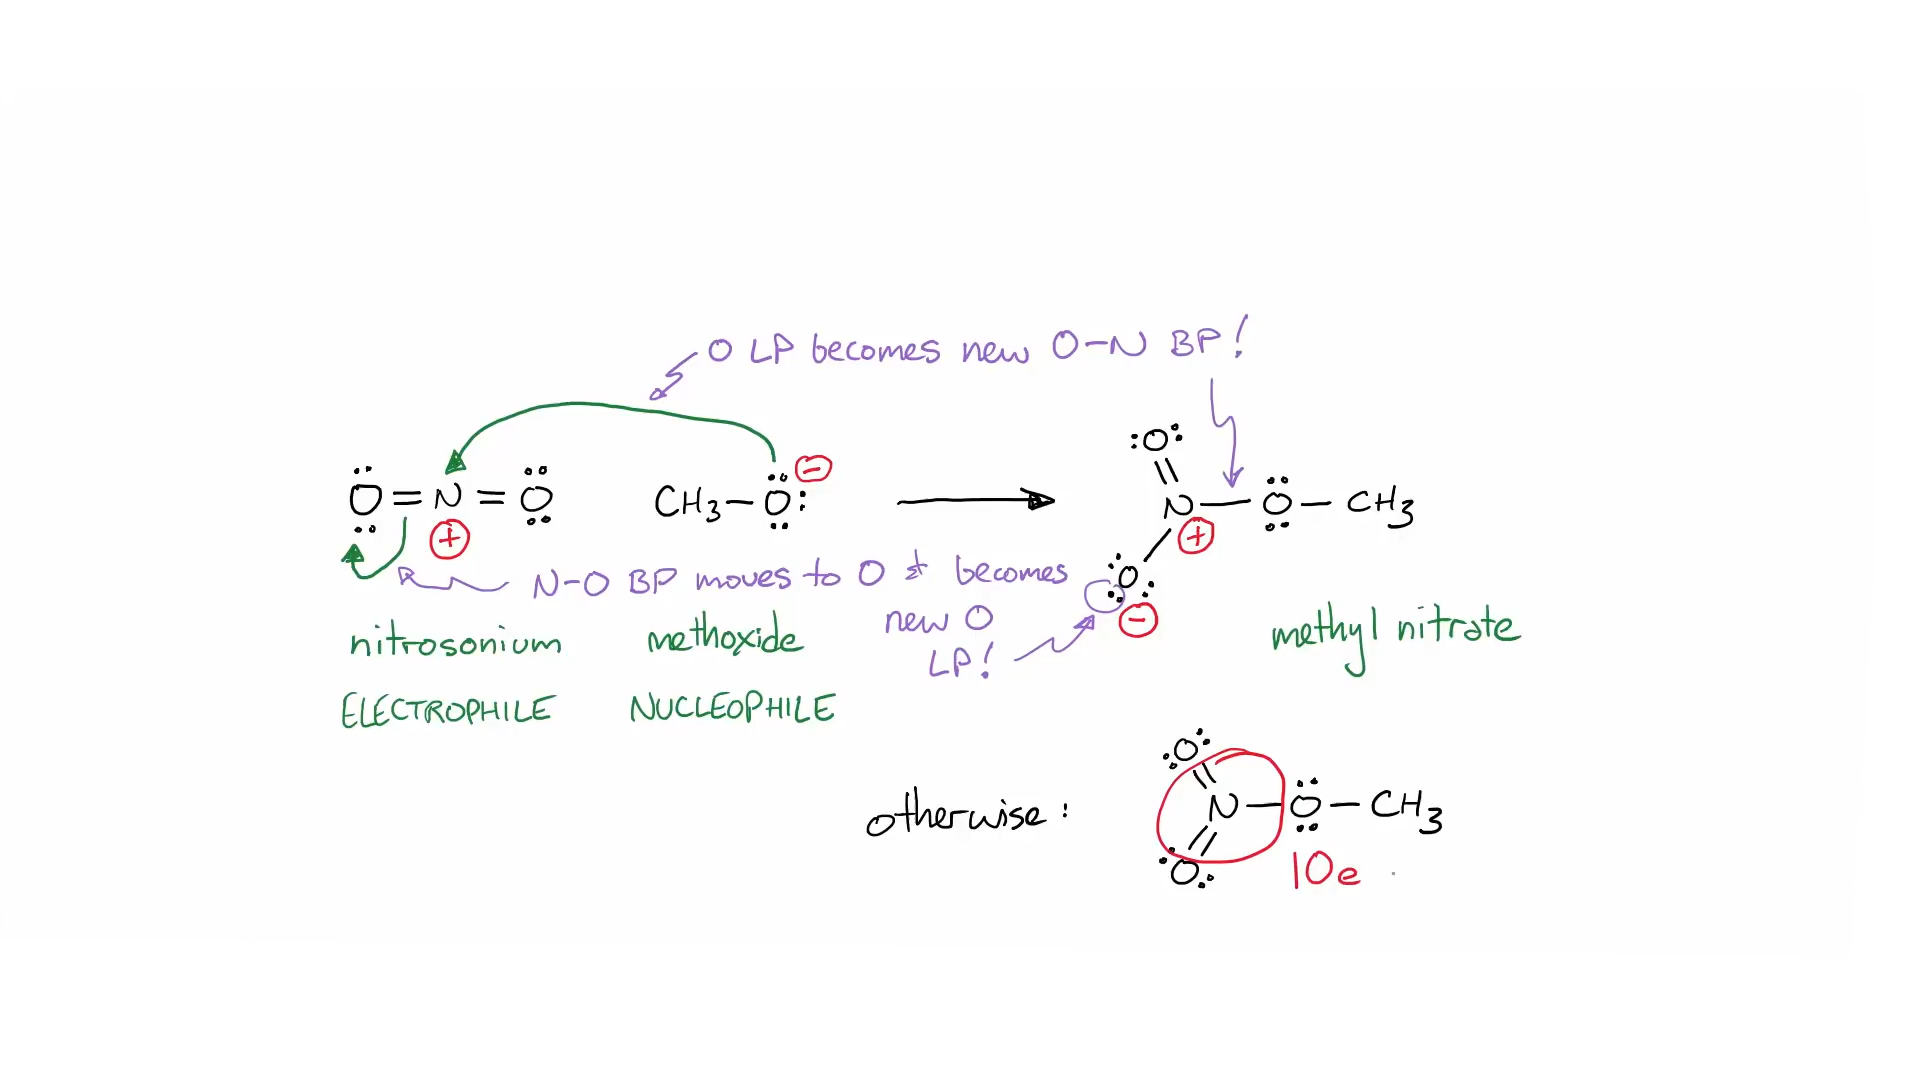 O LP becomes new O-N BP!
:O:
O=N=O CH3-O: ⊖ → N-O-CH3
⊕ ⊕
N-O BP moves to O & becomes
O
new O
⊖
LP!
nitrosonium methoxide methyl nitrate
ELECTROPHILE NUCLEOPHILE
O
otherwise: N-O-CH3
O
10e